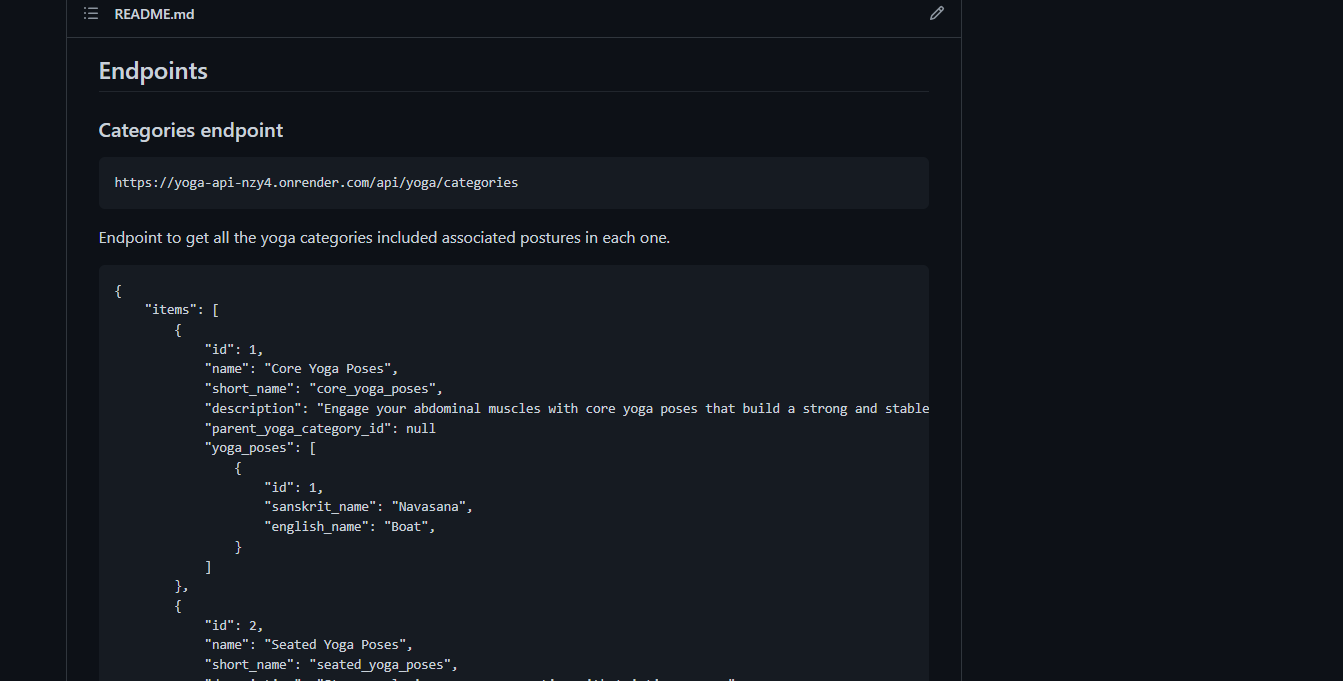 README.md
Endpoints
Categories endpoint
https://yoga-api-nzy4.onrender.com/api/yoga/categories
Endpoint to get all the yoga categories included associated postures in each one.
{
    "items": [
        {
            "id": 1,
            "name": "Core Yoga Poses",
            "short_name": "core_yoga_poses",
            "description": "Engage your abdominal muscles with core yoga poses that build a strong and stable
            "parent_yoga_category_id": null
            "yoga_poses": [
                {
                    "id": 1,
                    "sanskrit_name": "Navasana",
                    "english_name": "Boat",
                }
            ]
        },
        {
            "id": 2,
            "name": "Seated Yoga Poses",
            "short_name": "seated_yoga_poses",